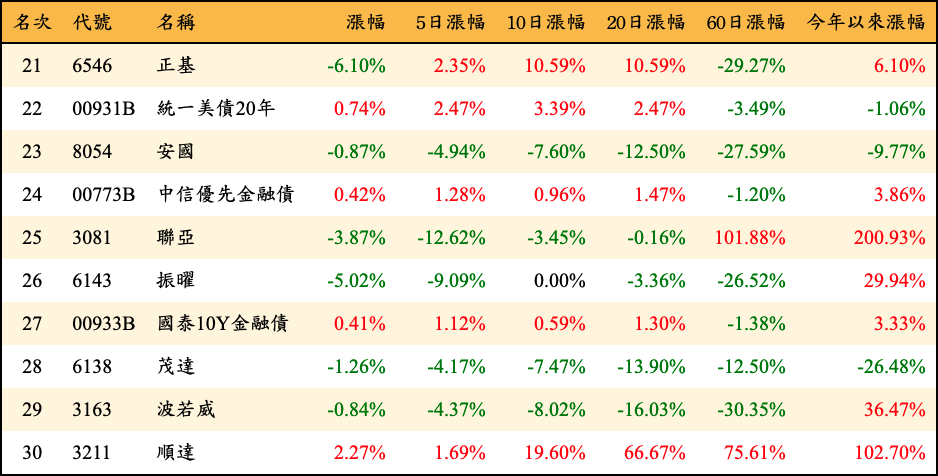 名次 代號 名稱 漲幅 5日漲幅 10日漲幅 20日漲幅 60日漲幅 今年以來漲幅
21 6546 正基 -6.10% 2.35% 10.59% 10.59% -29.27% 6.10%
22 00931B 統一美債20年 0.74% 2.47% 3.39% 2.47% -3.49% -1.06%
23 8054 安國 -0.87% -4.94% -7.60% -12.50% -27.59% -9.77%
24 00773B 中信優先金融債 0.42% 1.28% 0.96% 1.47% -1.20% 3.86%
25 3081 聯亞 -3.87% -12.62% -3.45% -0.16% 101.88% 200.93%
26 6143 振曜 -5.02% -9.09% 0.00% -3.36% -26.52% 29.94%
27 00933B 國泰10Y金融債 0.41% 1.12% 0.59% 1.30% -1.38% 3.33%
28 6138 茂達 -1.26% -4.17% -7.47% -13.90% -12.50% -26.48%
29 3163 波若威 -0.84% -4.37% -8.02% -16.03% -30.35% 36.47%
30 3211 順達 2.27% 1.69% 19.60% 66.67% 75.61% 102.70%